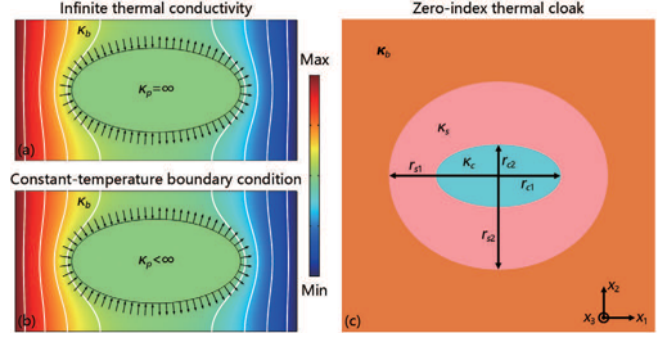 Infinite thermal conductivity
κb
κp=∞
(a)
Constant-temperature boundary condition
κb
κp<∞
(b)
Max
Min
Zero-index thermal cloak
κb
κs
κc
rc2
rs1
rc1
rs2
x2
x3
x1
(c)